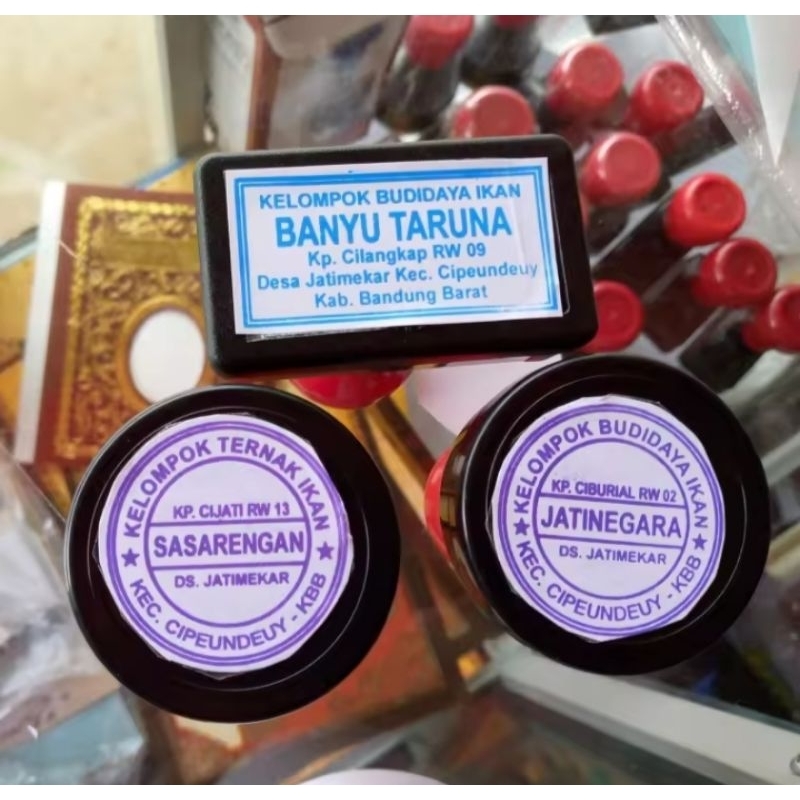 KELOMPOK BUDIDAYA IKAN
BANYU TARUNA
Kp. Cilangkap RW 09
Desa Jatimekar Kec. Cipeundeuy
Kab. Bandung Barat
KELOMPOK TERNAK IKAN
KP. CIJATI RW 13
SASARENGAN
DS. JATIMEKAR
KEC. CIPEUNDEUY - KBB
KELOMPOK BUDIDAYA IKAN
KP. CIBURIAL RW 02
JATINEGARA
DS. JATIMEKAR
KEC. CIPEUNDEUY - KBB